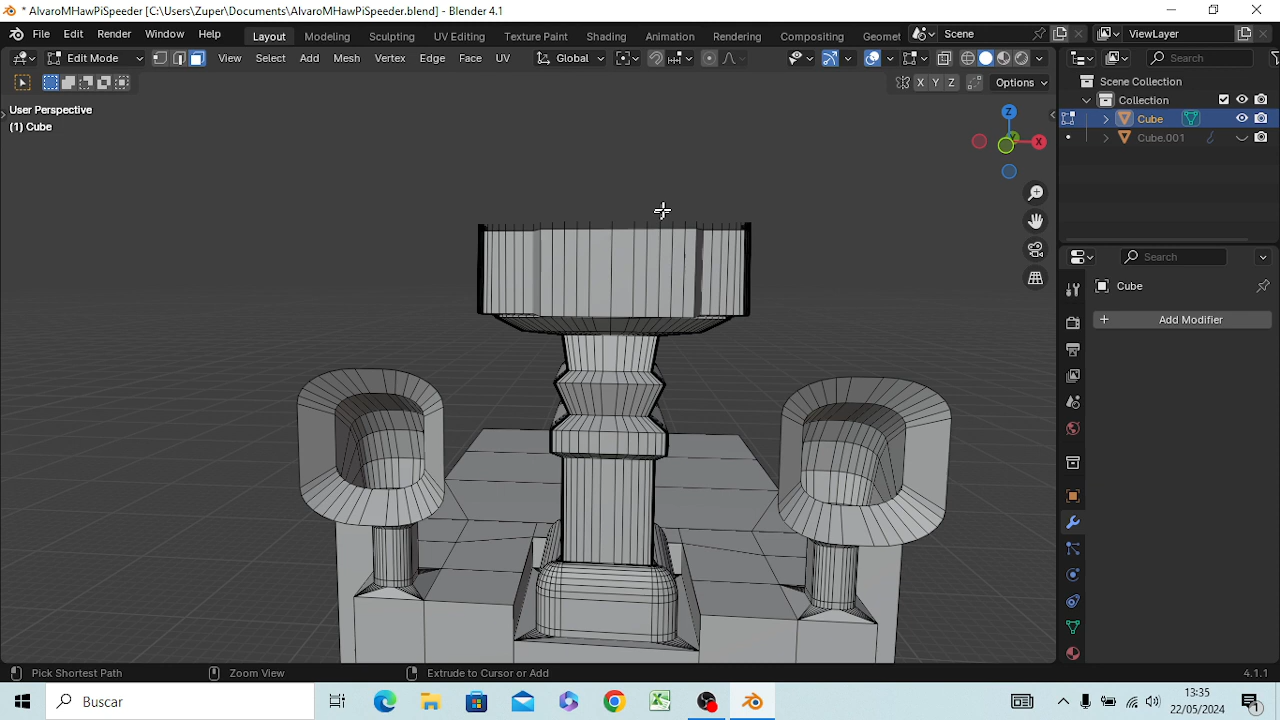 * AlvaroMHawPiSpeeder [C:\Users\Zuper\Documents\AlvaroMHawPiSpeeder.blend] - Blender 4.1
File Edit Render Window Help Layout Modeling Sculpting UV Editing Texture Paint Shading Animation Rendering Compositing Geomet Scene ViewLayer
Edit Mode View Select Add Mesh Vertex Edge Face UV Global Search
X Y Z Options
Scene Collection
Collection
Cube
Cube.001
User Perspective
(1) Cube
Z
X
Search
Cube
+ Add Modifier
Pick Shortest Path Zoom View Extrude to Cursor or Add 4.1.1
Buscar
13:35
22/05/2024
1